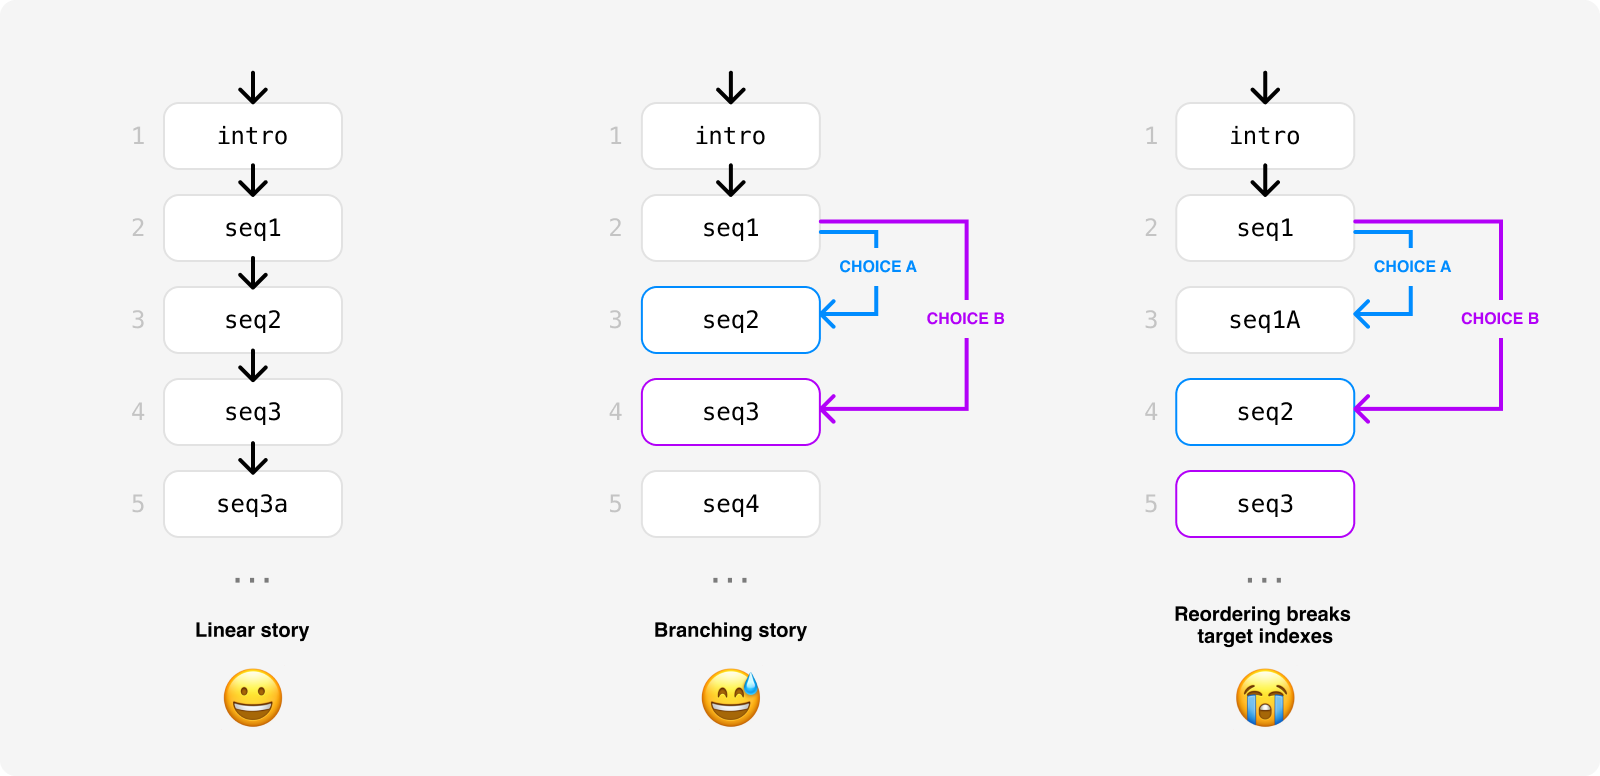 1
intro
2
seq1
3
seq2
4
seq3
5
seq3a
...
Linear story
1
intro
2
seq1
CHOICE A
3
seq2
CHOICE B
4
seq3
5
seq4
...
Branching story
1
intro
2
seq1
CHOICE A
3
seq1A
CHOICE B
4
seq2
5
seq3
...
Reordering breaks
target indexes